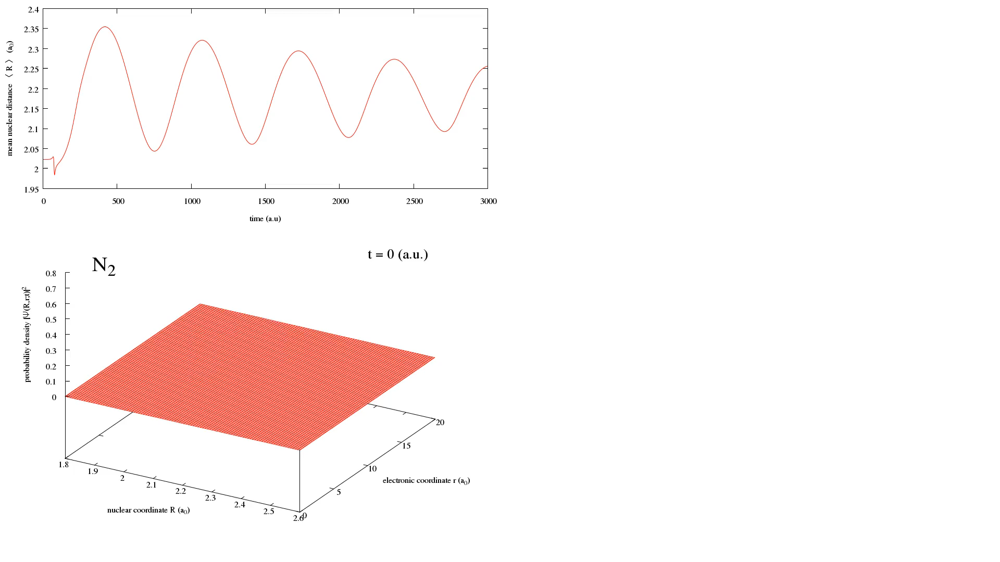 2.4
2.35
2.3
2.25
2.2
2.15
2.1
2.05
2
1.95
mean nuclear distance 〈 R 〉 (a₀)
0 500 1000 1500 2000 2500 3000
time (a.u)
t = 0 (a.u.)
N₂
0.8
0.7
0.6
0.5
0.4
0.3
0.2
0.1
0
probability density |Ψ(R,r;t)|²
1.8 1.9 2 2.1 2.2 2.3 2.4 2.5 2.6
nuclear coordinate R (a₀)
0 5 10 15 20
electronic coordinate r (a₀)